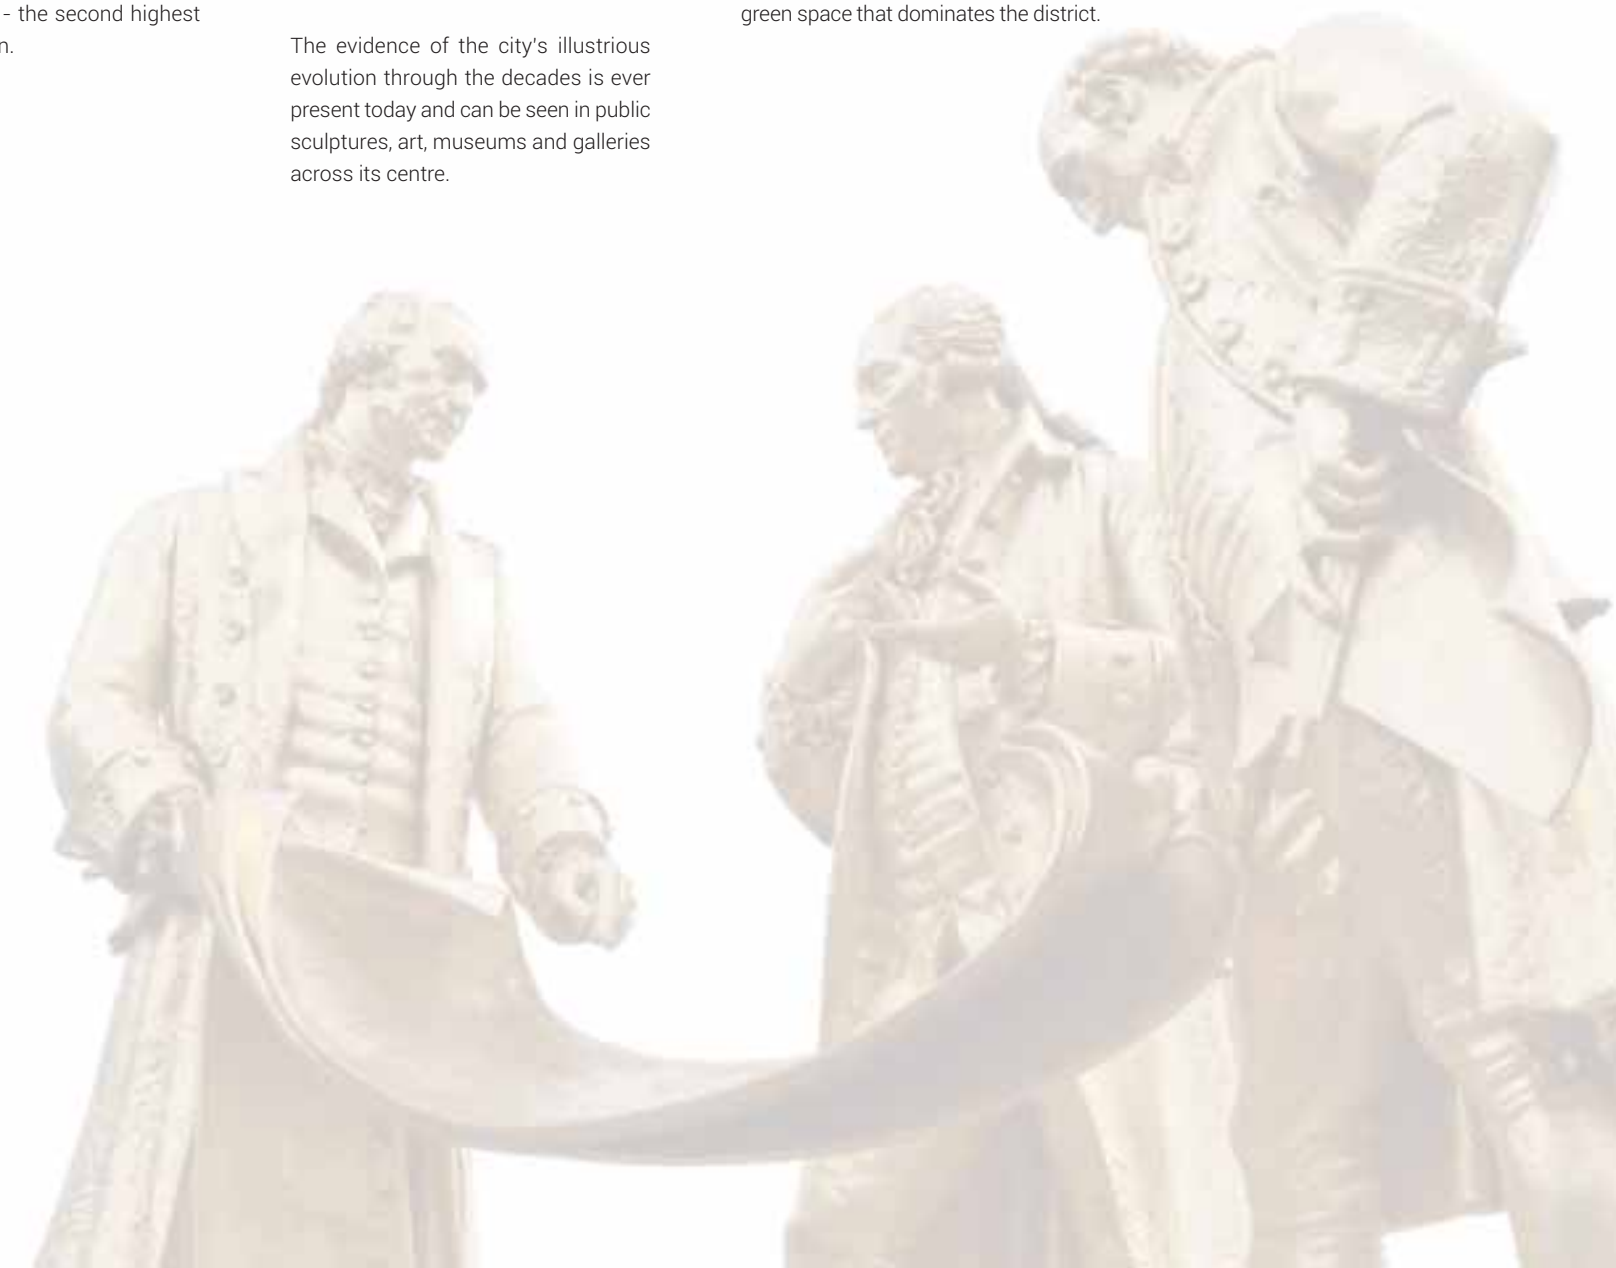 - the second highest
n.
The evidence of the city's illustrious
evolution through the decades is ever
present today and can be seen in public
sculptures, art, museums and galleries
across its centre.
green space that dominates the district.